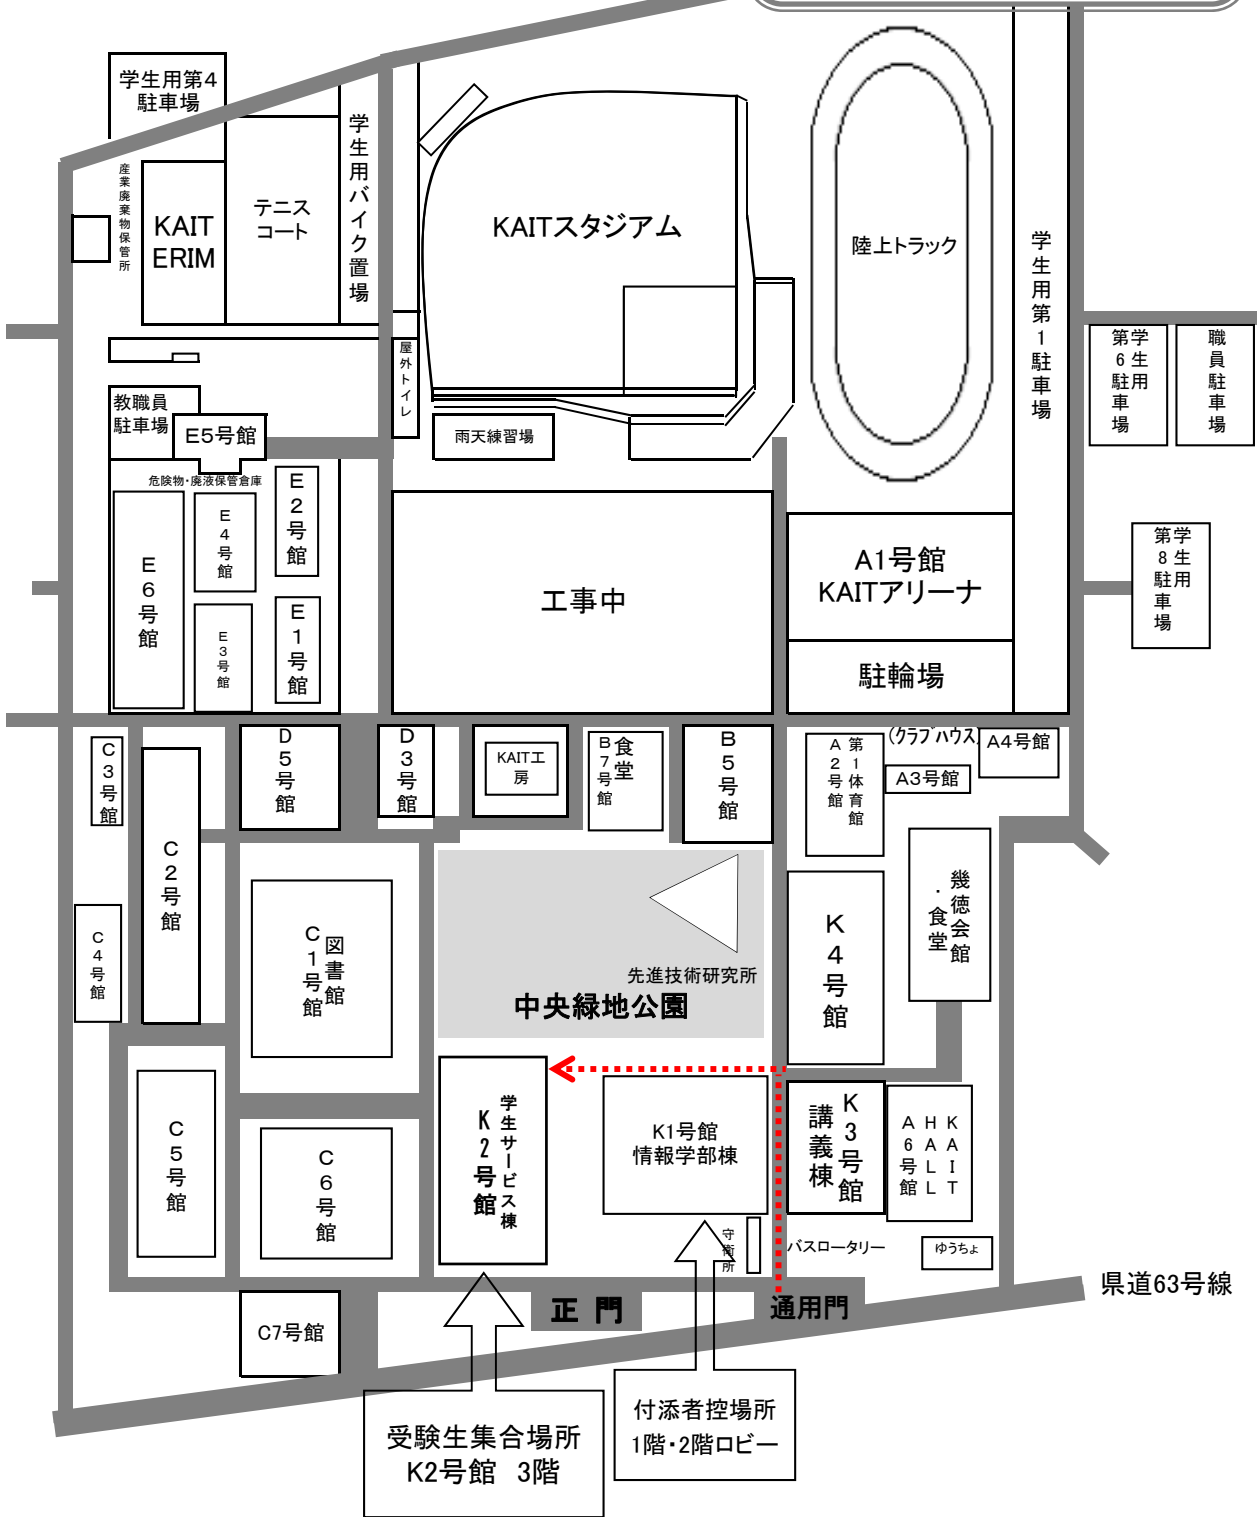 学生用第4
駐車場
産業廃棄物保管所
KAIT
ERIM
テニス
コート
学生用バイク置場
KAITスタジアム
陸上トラック
学生用第1駐車場
学生用
第6駐車場
職員駐車場
屋外トイレ
教職員
駐車場
E5号館
雨天練習場
危険物・廃液保管倉庫
E6号館
E4号館
E2号館
E3号館
E1号館
工事中
A1号館
KAITアリーナ
駐輪場
学生用
第8駐車場
C3号館
D5号館
D3号館
KAIT工
房
食堂
B7号館
B5号館
第1体育館
A2号館
(クラブハウス)
A3号館
A4号館
C2号館
C4号館
図書館
C1号館
先進技術研究所
中央緑地公園
K4号館
幾徳会館
・食堂
C5号館
C6号館
学生サービス棟
K2号館
K1号館
情報学部棟
K3号館
講義棟
KAIT
HALL
A6号館
守衛所
バスロータリー
ゆうちょ
県道63号線
C7号館
正門
通用門
受験生集合場所
K2号館 3階
付添者控場所
1階・2階ロビー